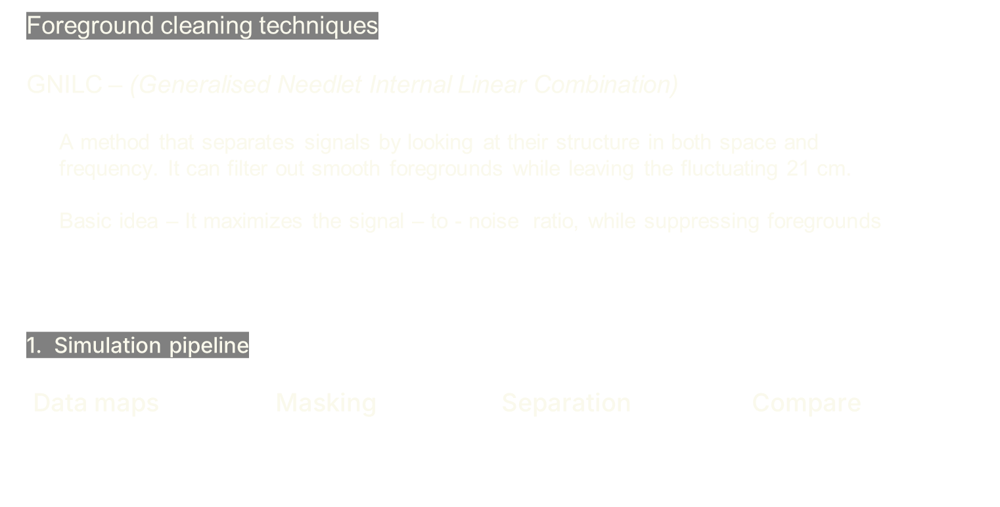 Foreground cleaning techniques
GNILC – (Generalised Needlet Internal Linear Combination)
A method that separates signals by looking at their structure in both space and
frequency. It can filter out smooth foregrounds while leaving the fluctuating 21 cm.
Basic idea – It maximizes the signal – to - noise ratio, while suppressing foregrounds
1. Simulation pipeline
Data maps Masking Separation Compare